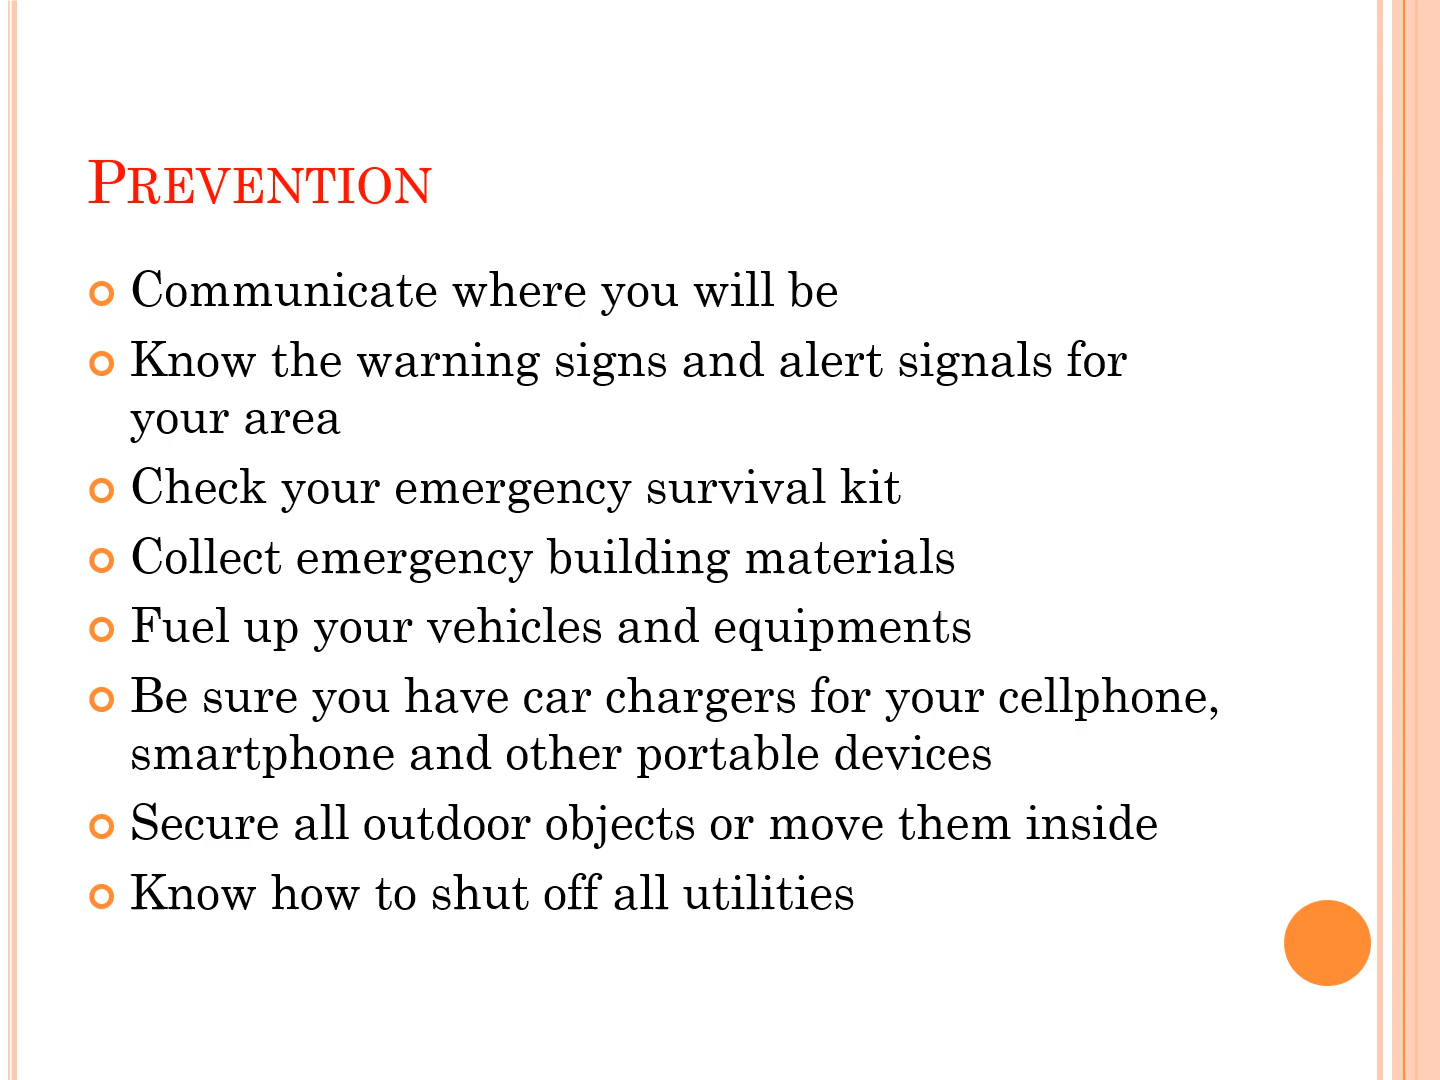 PREVENTION
Communicate where you will be
Know the warning signs and alert signals for
your area
Check your emergency survival kit
Collect emergency building materials
Fuel up your vehicles and equipments
Be sure you have car chargers for your cellphone,
smartphone and other portable devices
Secure all outdoor objects or move them inside
Know how to shut off all utilities